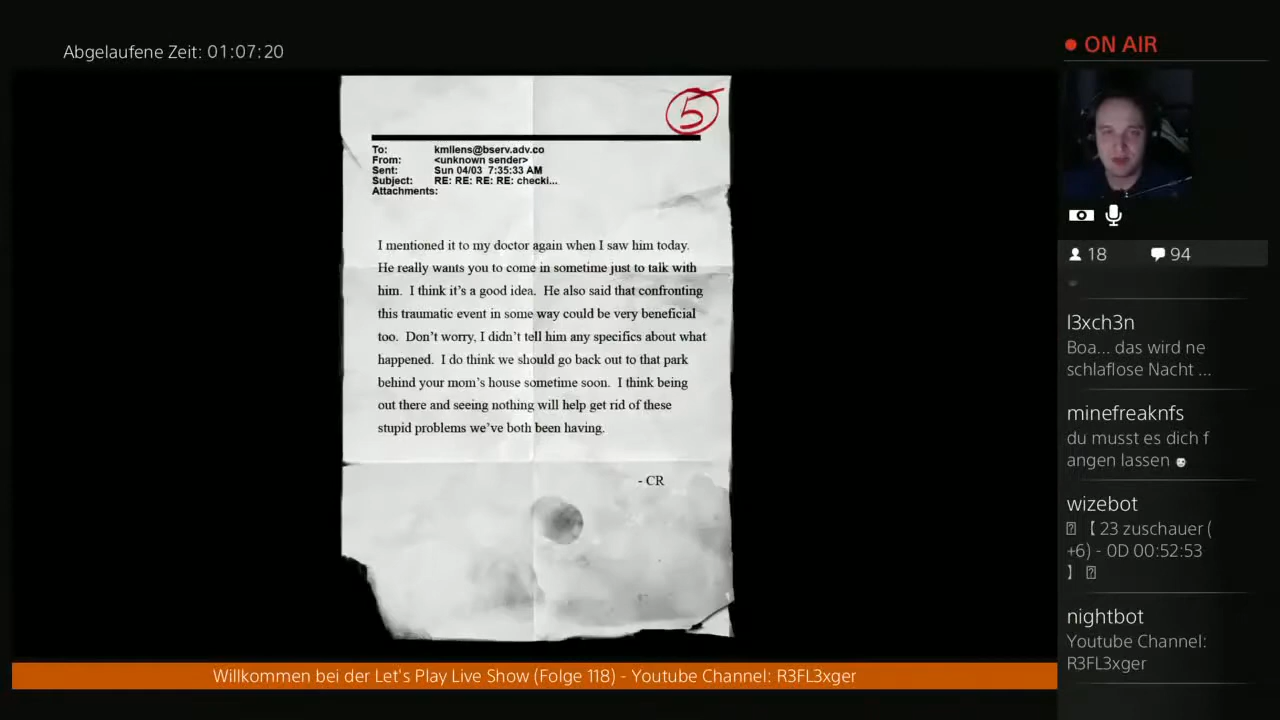 Abgelaufene Zeit: 01:07:20
ON AIR
5
To: kmllens@bserv.adv.co
From: <unknown sender>
Sent: Sun 04/03 7:35:33 AM
Subject: RE: RE: RE: RE: checki...
Attachments:
I mentioned it to my doctor again when I saw him today.
He really wants you to come in sometime just to talk with
him. I think it's a good idea. He also said that confronting
this traumatic event in some way could be very beneficial
too. Don't worry, I didn't tell him any specifics about what
happened. I do think we should go back out to that park
behind your mom's house sometime soon. I think being
out there and seeing nothing will help get rid of these
stupid problems we've both been having.
- CR
18 94
l3xch3n
Boa... das wird ne
schlaflose Nacht ...
minefreaknfs
du musst es dich f
angen lassen
wizebot
【 23 zuschauer (
+6) - 0D 00:52:53
】
nightbot
Youtube Channel:
R3FL3xger
Willkommen bei der Let's Play Live Show (Folge 118) - Youtube Channel: R3FL3xger